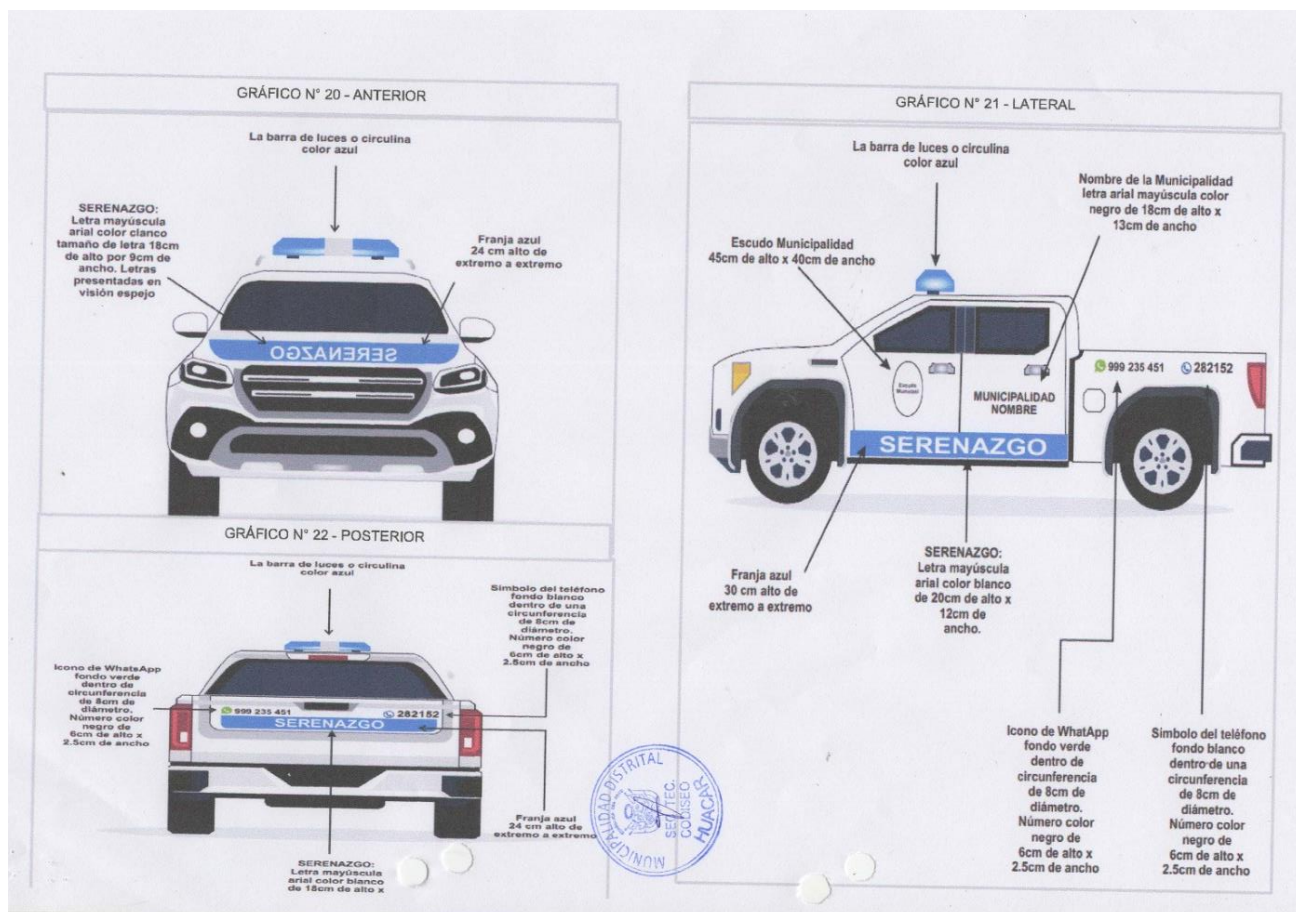 GRÁFICO N° 20 - ANTERIOR
La barra de luces o circulina
color azul
SERENAZGO:
Letra mayúscula
arial color clanco
tamaño de letra 18cm
de alto por 9cm de
ancho. Letras
presentadas en
visión espejo
Franja azul
24 cm alto de
extremo a extremo
SERENAZGO
GRÁFICO N° 22 - POSTERIOR
La barra de luces o circulina
color azul
Símbolo del teléfono
fondo blanco
dentro de una
circunferencia
de 8cm de
diámetro.
Número color
negro de
6cm de alto x
2.5cm de ancho
Icono de WhatsApp
fondo verde
dentro de
circunferencia
de 8cm de
diámetro.
Número color
negro de
6cm de alto x
2.5cm de ancho
999 235 451
282152
SERENAZGO
Franja azul
24 cm alto de
extremo a extremo
SERENAZGO:
Letra mayúscula
arial color blanco
de 18cm de alto x
MUNICIPALIDAD DISTRITAL
SEC. TEC.
CODISEC
HUACAR
GRÁFICO N° 21 - LATERAL
La barra de luces o circulina
color azul
Nombre de la Municipalidad
letra arial mayúscula color
negro de 18cm de alto x
13cm de ancho
Escudo Municipalidad
45cm de alto x 40cm de ancho
Escudo
Municipal
MUNICIPALIDAD
NOMBRE
999 235 451
282152
SERENAZGO
Franja azul
30 cm alto de
extremo a extremo
SERENAZGO:
Letra mayúscula
arial color blanco
de 20cm de alto x
12cm de
ancho.
Icono de WhatApp
fondo verde
dentro de
circunferencia
de 8cm de
diámetro.
Número color
negro de
6cm de alto x
2.5cm de ancho
Símbolo del teléfono
fondo blanco
dentro de una
circunferencia
de 8cm de
diámetro.
Número color
negro de
6cm de alto x
2.5cm de ancho